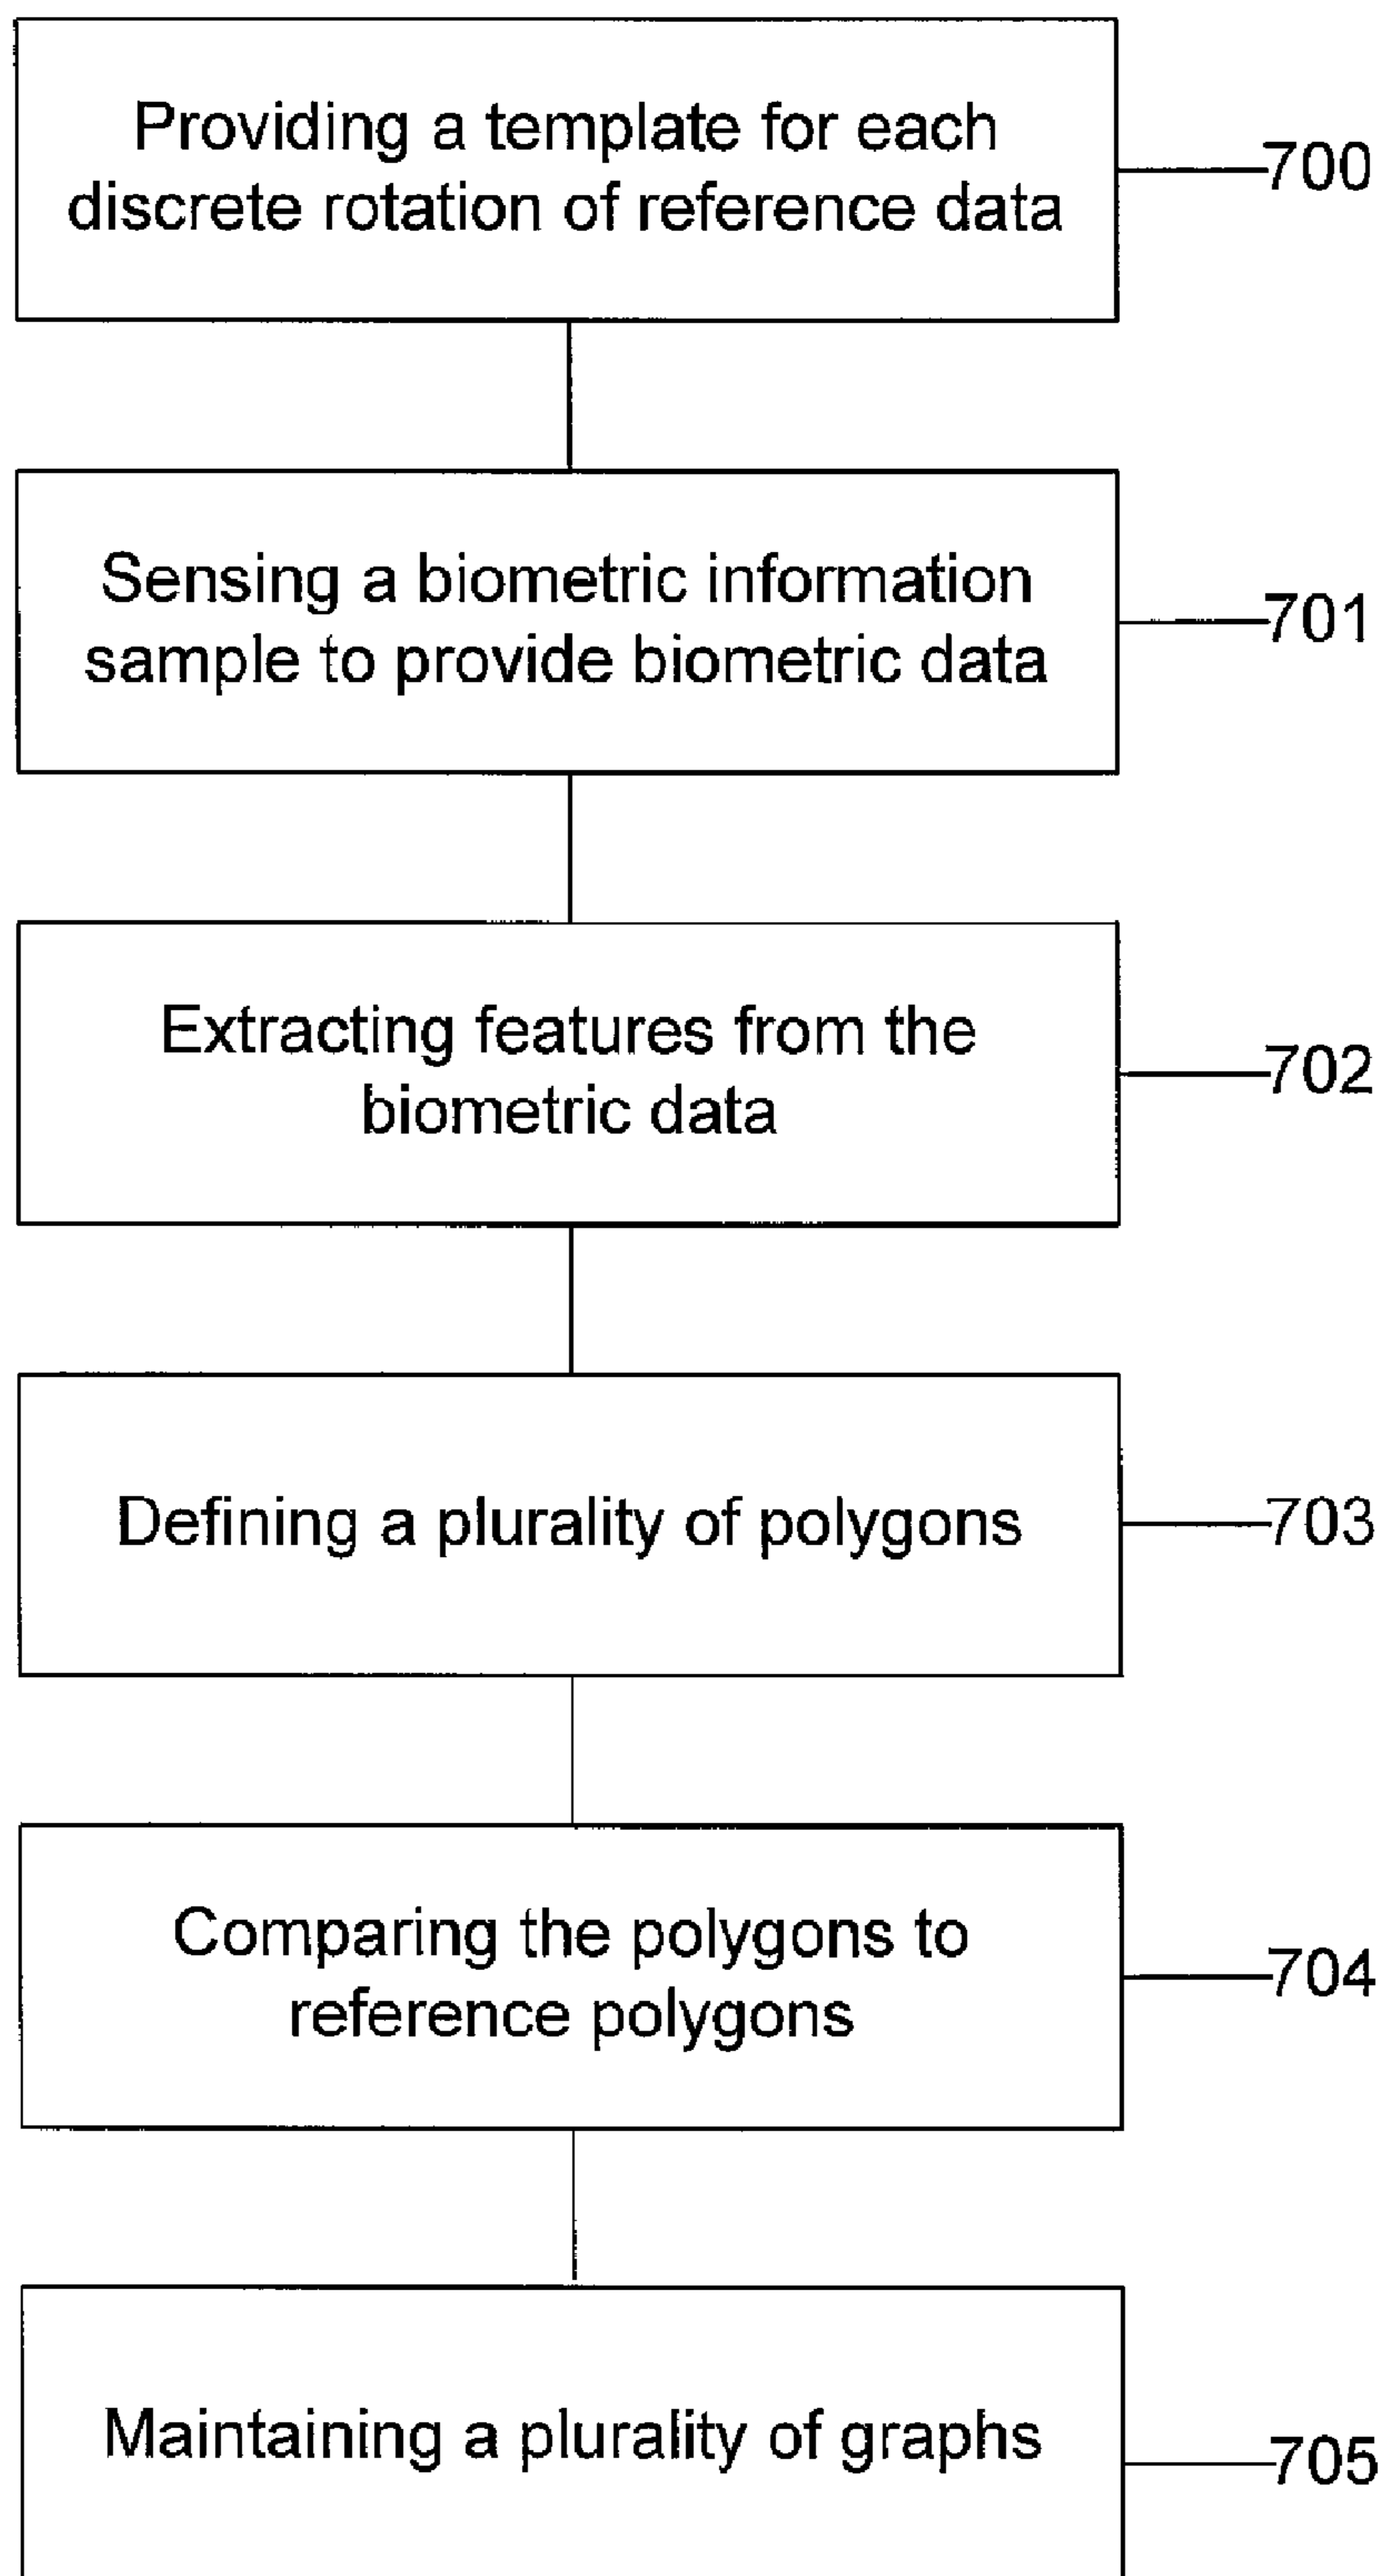 Providing a template for each
discrete rotation of reference data
700
Sensing a biometric information
sample to provide biometric data
701
Extracting features from the
biometric data
702
Defining a plurality of polygons
703
Comparing the polygons to
reference polygons
704
Maintaining a plurality of graphs
705